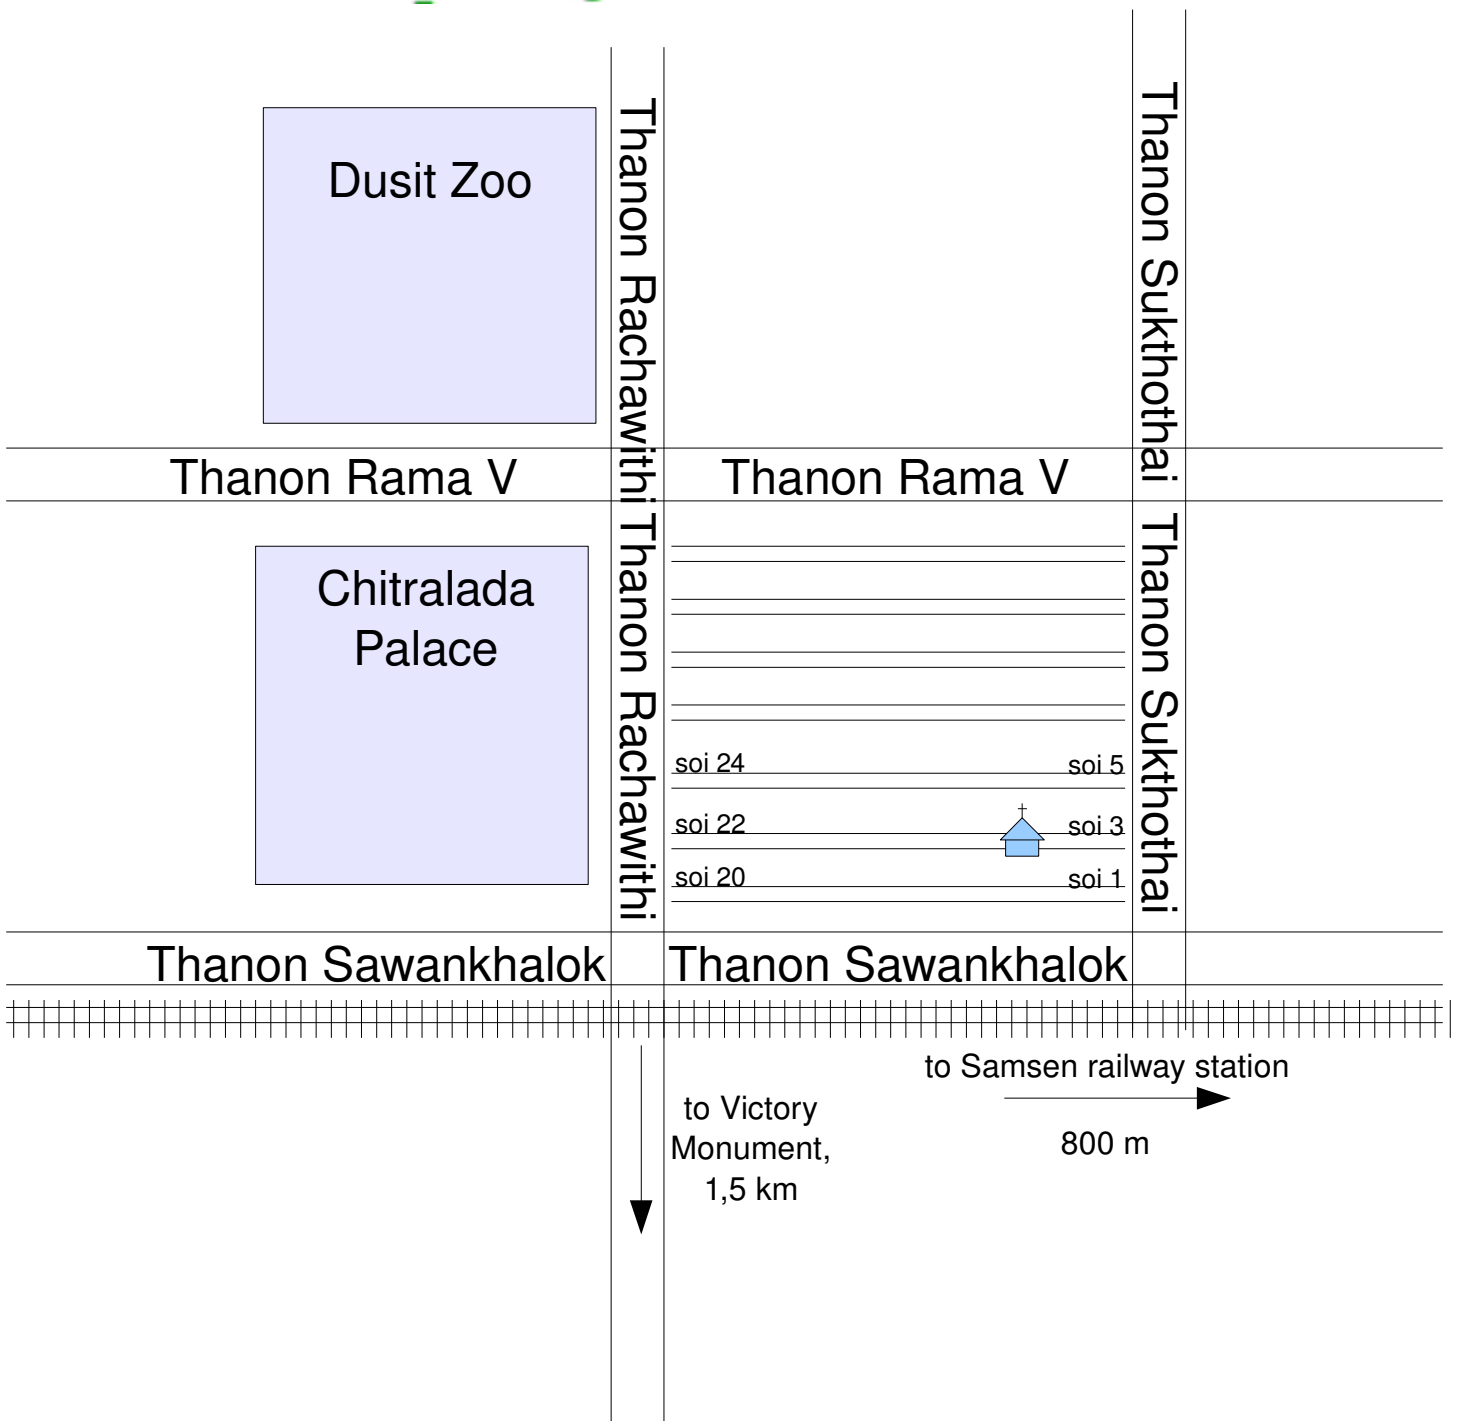 Dusit Zoo
Thanon Rachawithi
Thanon Sukthothai
Thanon Rama V
Thanon Rama V
Chitralada
Palace
Thanon Rachawithi
Thanon Sukthothai
soi 24
soi 5
soi 22
soi 3
soi 20
soi 1
Thanon Sawankhalok
Thanon Sawankhalok
to Samsen railway station
800 m
to Victory
Monument,
1,5 km